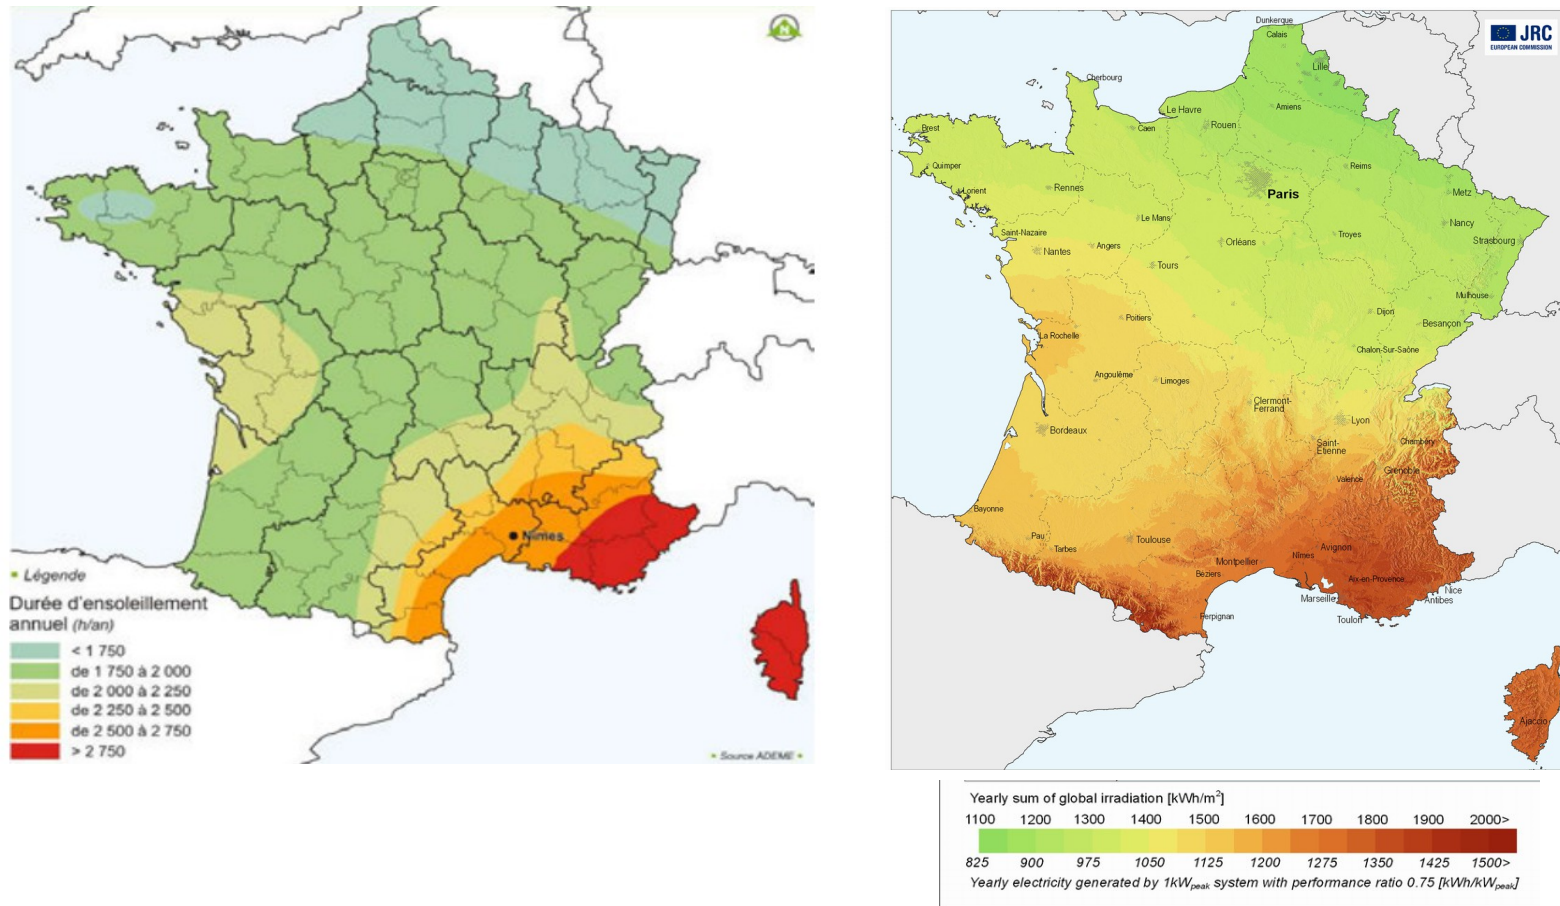 Nîmes
Légende
Durée d'ensoleillement
annuel (h/an)
< 1 750
de 1 750 à 2 000
de 2 000 à 2 250
de 2 250 à 2 500
de 2 500 à 2 750
> 2 750
Source ADEME
JRC
EUROPEAN COMMISSION
Dunkerque
Calais
Lille
Cherbourg
Amiens
Le Havre
Rouen
Caen
Brest
Reims
Quimper
Paris
Rennes
Lorient
Metz
Le Mans
Nancy
Saint-Nazaire
Troyes
Strasbourg
Orléans
Angers
Nantes
Tours
Mulhouse
Dijon
Poitiers
Besançon
La Rochelle
Chalon-Sur-Saône
Angoulême
Limoges
Clermont-
Ferrand
Lyon
Bordeaux
Chambéry
Saint-
Etienne
Grenoble
Valence
Bayonne
Pau
Toulouse
Tarbes
Avignon
Nîmes
Montpellier
Béziers
Aix-en-Provence
Nice
Marseille
Antibes
Perpignan
Toulon
Ajaccio
Yearly sum of global irradiation [kWh/m²]
1100 1200 1300 1400 1500 1600 1700 1800 1900 2000>
825 900 975 1050 1125 1200 1275 1350 1425 1500>
Yearly electricity generated by 1kWpeak system with performance ratio 0.75 [kWh/kWpeak]